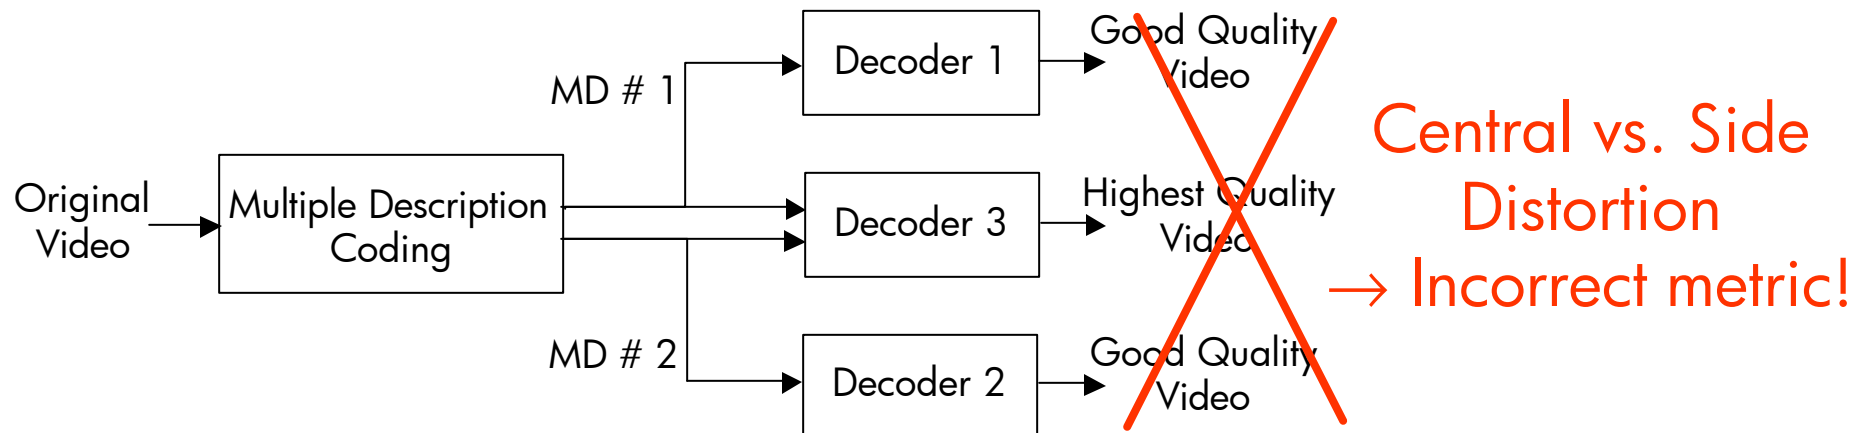 Original
Video
Multiple Description
Coding
MD # 1
MD # 2
Decoder 1
Decoder 3
Decoder 2
Good Quality
Video
Highest Quality
Video
Good Quality
Video
Central vs. Side
Distortion
→ Incorrect metric!